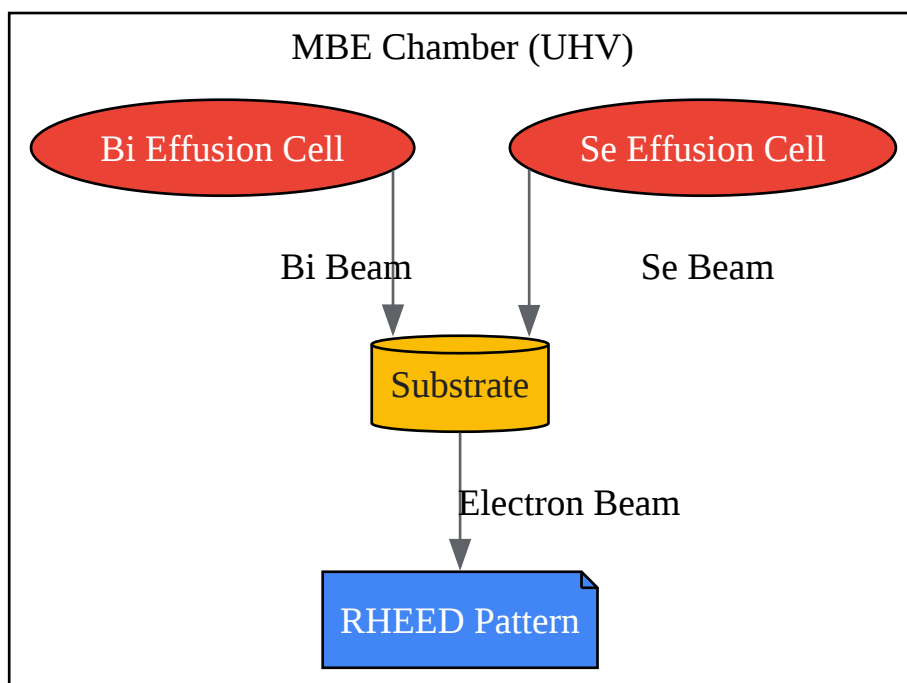 MBE Chamber (UHV)
Bi Effusion Cell
Se Effusion Cell
Bi Beam
Se Beam
Substrate
Electron Beam
RHEED Pattern